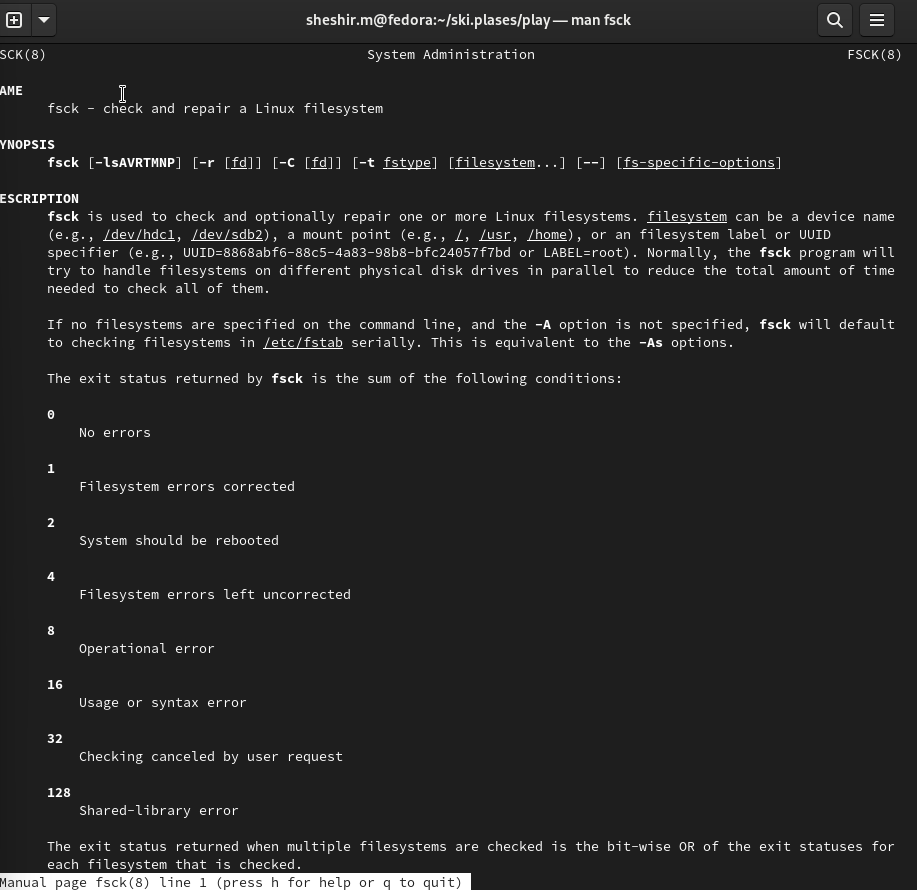 sheshir.m@fedora:~/ski.plases/play — man fsck
SCK(8) System Administration FSCK(8)
AME
fsck - check and repair a Linux filesystem
YNOPSIS
fsck [-lsAVRTMNP] [-r [fd]] [-C [fd]] [-t fstype] [filesystem...] [--] [fs-specific-options]
ESCRIPTION
fsck is used to check and optionally repair one or more Linux filesystems. filesystem can be a device name
(e.g., /dev/hdc1, /dev/sdb2), a mount point (e.g., /, /usr, /home), or an filesystem label or UUID
specifier (e.g., UUID=8868abf6-88c5-4a83-98b8-bfc24057f7bd or LABEL=root). Normally, the fsck program will
try to handle filesystems on different physical disk drives in parallel to reduce the total amount of time
needed to check all of them.
If no filesystems are specified on the command line, and the -A option is not specified, fsck will default
to checking filesystems in /etc/fstab serially. This is equivalent to the -As options.
The exit status returned by fsck is the sum of the following conditions:
0
No errors
1
Filesystem errors corrected
2
System should be rebooted
4
Filesystem errors left uncorrected
8
Operational error
16
Usage or syntax error
32
Checking canceled by user request
128
Shared-library error
The exit status returned when multiple filesystems are checked is the bit-wise OR of the exit statuses for
each filesystem that is checked.
Manual page fsck(8) line 1 (press h for help or q to quit)